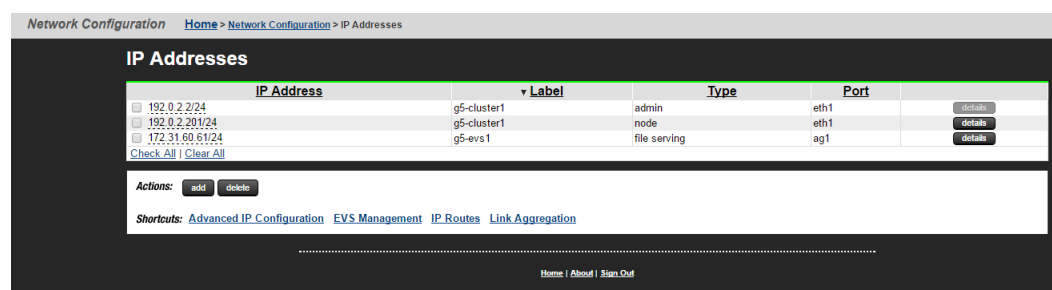 Network Configuration Home > Network Configuration > IP Addresses
IP Addresses
IP Address ▼ Label Type Port
192.0.2.2/24 g5-cluster1 admin eth1 details
192.0.2.201/24 g5-cluster1 node eth1 details
172.31.60.61/24 g5-evs1 file serving ag1 details
Check All | Clear All
Actions: add delete
Shortcuts: Advanced IP Configuration EVS Management IP Routes Link Aggregation
Home | About | Sign Out